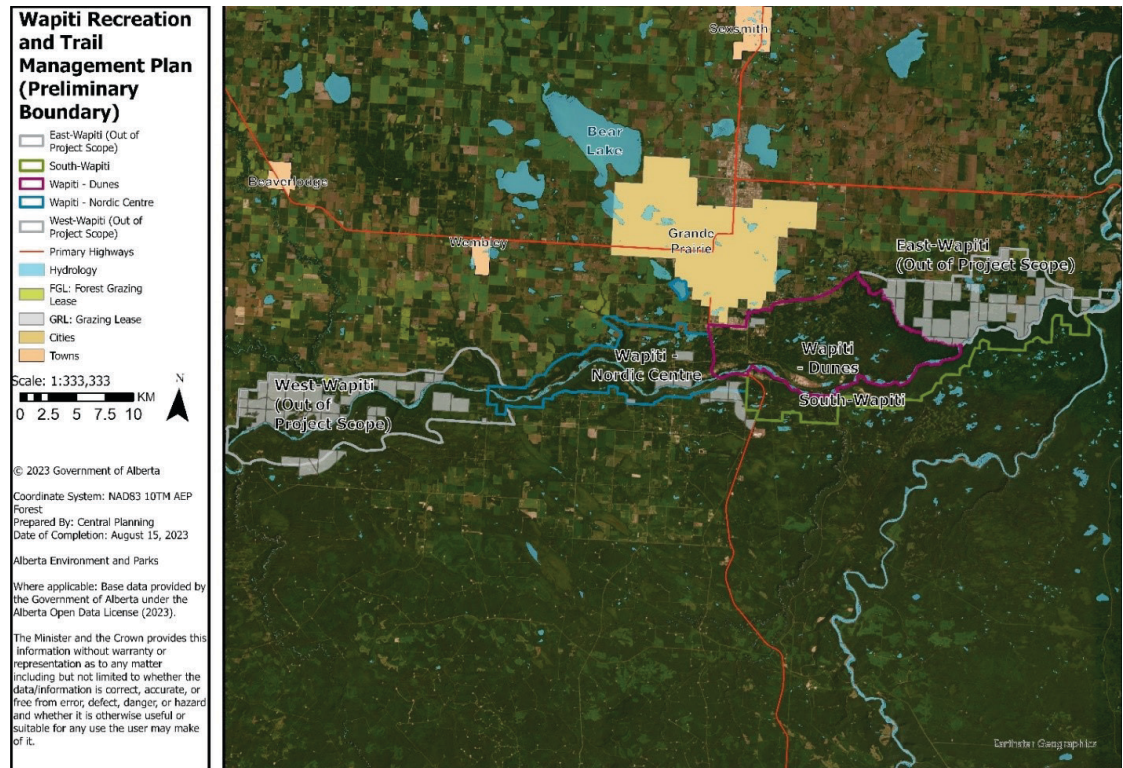 Wapiti Recreation
and Trail
Management Plan
(Preliminary
Boundary)
East-Wapiti (Out of
Project Scope)
South-Wapiti
Wapiti - Dunes
Wapiti - Nordic Centre
West-Wapiti (Out of
Project Scope)
Primary Highways
Hydrology
FGL: Forest Grazing
Lease
GRL: Grazing Lease
Cities
Towns
Scale: 1:333,333
N
KM
0 2.5 5 7.5 10
© 2023 Government of Alberta
Coordinate System: NAD83 10TM AEP
Forest
Prepared By: Central Planning
Date of Completion: August 15, 2023
Alberta Environment and Parks
Where applicable: Base data provided by
the Government of Alberta under the
Alberta Open Data License (2023).
The Minister and the Crown provides this
information without warranty or
representation as to any matter
including but not limited to whether the
data/information is correct, accurate, or
free from error, defect, danger, or hazard
and whether it is otherwise useful or
suitable for any use the user may make
of it.
Sexsmith
Bear
Lake
Beaverlodge
Wembley
Grande
Prairie
East-Wapiti
(Out of Project Scope)
Wapiti -
Nordic Centre
Wapiti
- Dunes
West-Wapiti
(Out of
Project Scope)
South-Wapiti
Earthstar Geographics